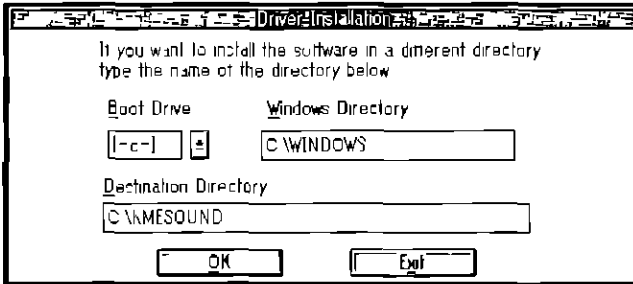 Driver Installation
If you want to install the software in a different directory
type the name of the directory below
Boot Drive
Windows Directory
[-c-]
C \WINDOWS
Destination Directory
OK
Exit